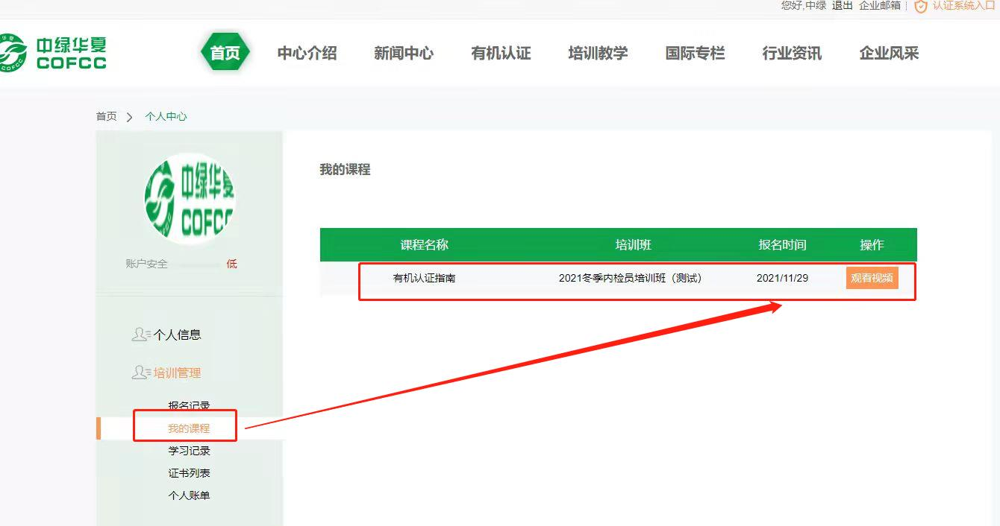 您好,中绿 退出 企业邮箱 | 认证系统入口
中绿华夏
COFCC
首页 中心介绍 新闻中心 有机认证 培训教学 国际专栏 行业资讯 企业风采
首页 > 个人中心
中绿华夏
COFCC
账户安全 低
个人信息
培训管理
报名记录
我的课程
学习记录
证书列表
个人账单
我的课程
课程名称 培训班 报名时间 操作
有机认证指南 2021冬季内检员培训班（测试） 2021/11/29 观看视频